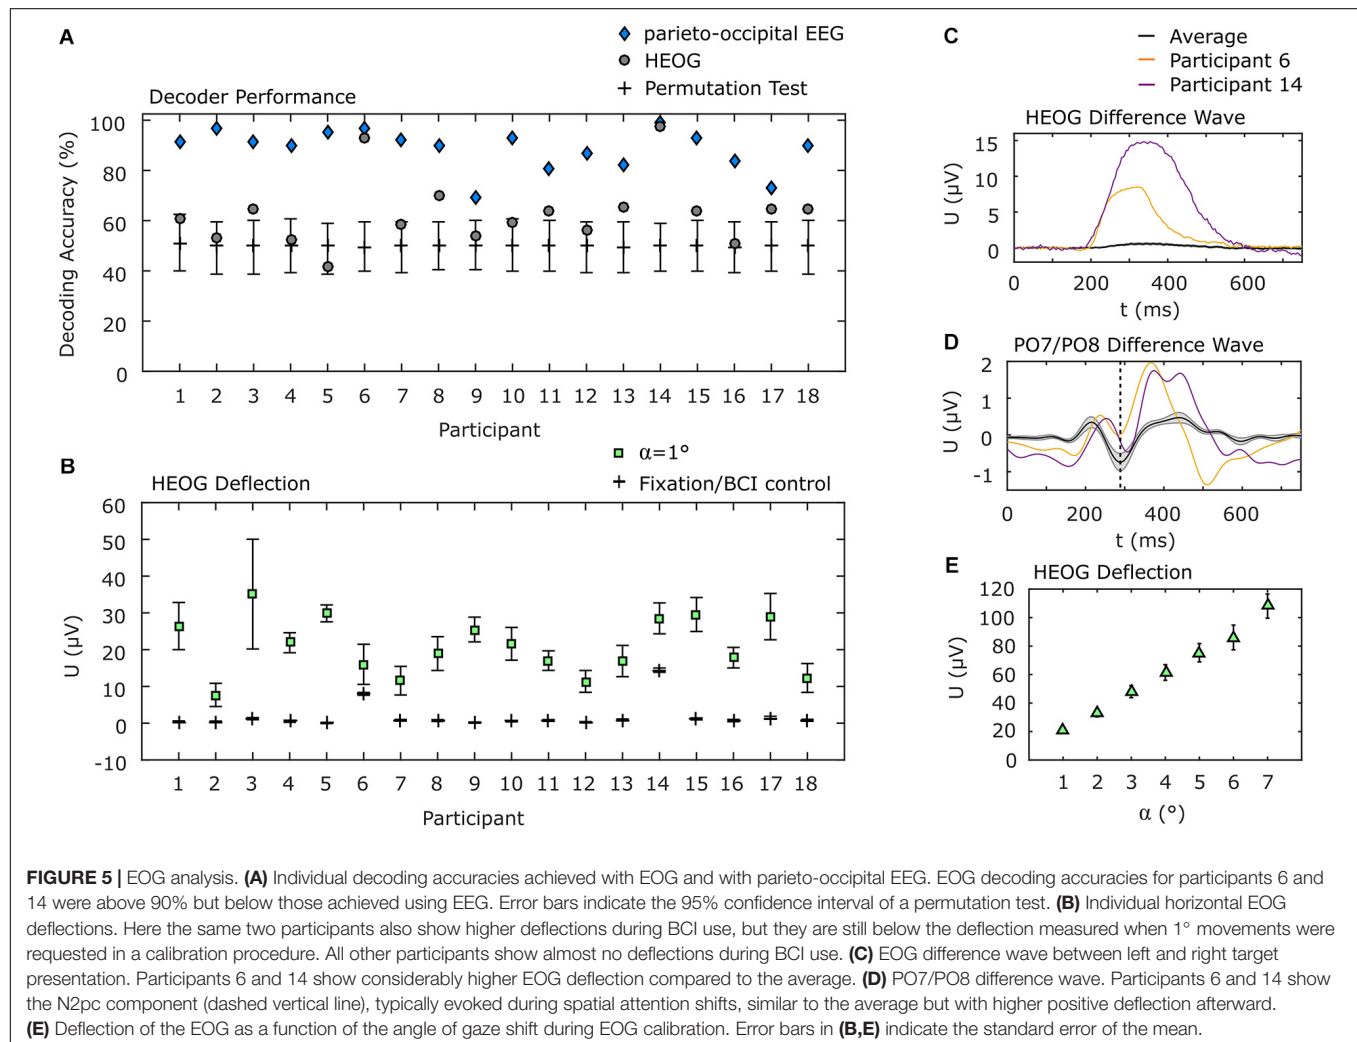 A
parieto-occipital EEG
HEOG
Permutation Test
Decoder Performance
Decoding Accuracy (%)
100
80
60
40
20
0
1 2 3 4 5 6 7 8 9 10 11 12 13 14 15 16 17 18
Participant
B
α=1°
Fixation/BCI control
HEOG Deflection
U (µV)
60
50
40
30
20
10
0
-10
1 2 3 4 5 6 7 8 9 10 11 12 13 14 15 16 17 18
Participant
C
Average
Participant 6
Participant 14
HEOG Difference Wave
U (µV)
15
10
5
0
0 200 400 600
t (ms)
D
PO7/PO8 Difference Wave
U (µV)
2
1
0
-1
0 200 400 600
t (ms)
E
HEOG Deflection
U (µV)
120
100
80
60
40
20
0
1 2 3 4 5 6 7
α (°)
FIGURE 5 | EOG analysis. (A) Individual decoding accuracies achieved with EOG and with parieto-occipital EEG. EOG decoding accuracies for participants 6 and
14 were above 90% but below those achieved using EEG. Error bars indicate the 95% confidence interval of a permutation test. (B) Individual horizontal EOG
deflections. Here the same two participants also show higher deflections during BCI use, but they are still below the deflection measured when 1° movements were
requested in a calibration procedure. All other participants show almost no deflections during BCI use. (C) EOG difference wave between left and right target
presentation. Participants 6 and 14 show considerably higher EOG deflection compared to the average. (D) PO7/PO8 difference wave. Participants 6 and 14 show
the N2pc component (dashed vertical line), typically evoked during spatial attention shifts, similar to the average but with higher positive deflection afterward.
(E) Deflection of the EOG as a function of the angle of gaze shift during EOG calibration. Error bars in (B,E) indicate the standard error of the mean.